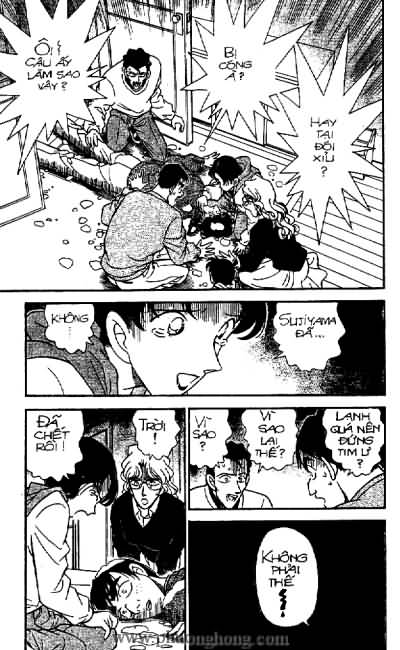 ÔI!
CẬU ẤY
LÀM SAO
VẬY?
BỊ
CÓNG
À?
HAY
TẠI
ĐÓI
XỈU
?
KHÔNG
!
SUJIYAMA
ĐÃ...
ĐÃ
CHẾT
RỒI!
TRỜI
!
VÌ
SAO
?
VÌ
SAO
LẠI
THẾ?
LẠNH
QUÁ NÊN
ĐỨNG
TIM Ư
?
KHÔNG
PHẢI
THẾ
!
www.phuonghong.com